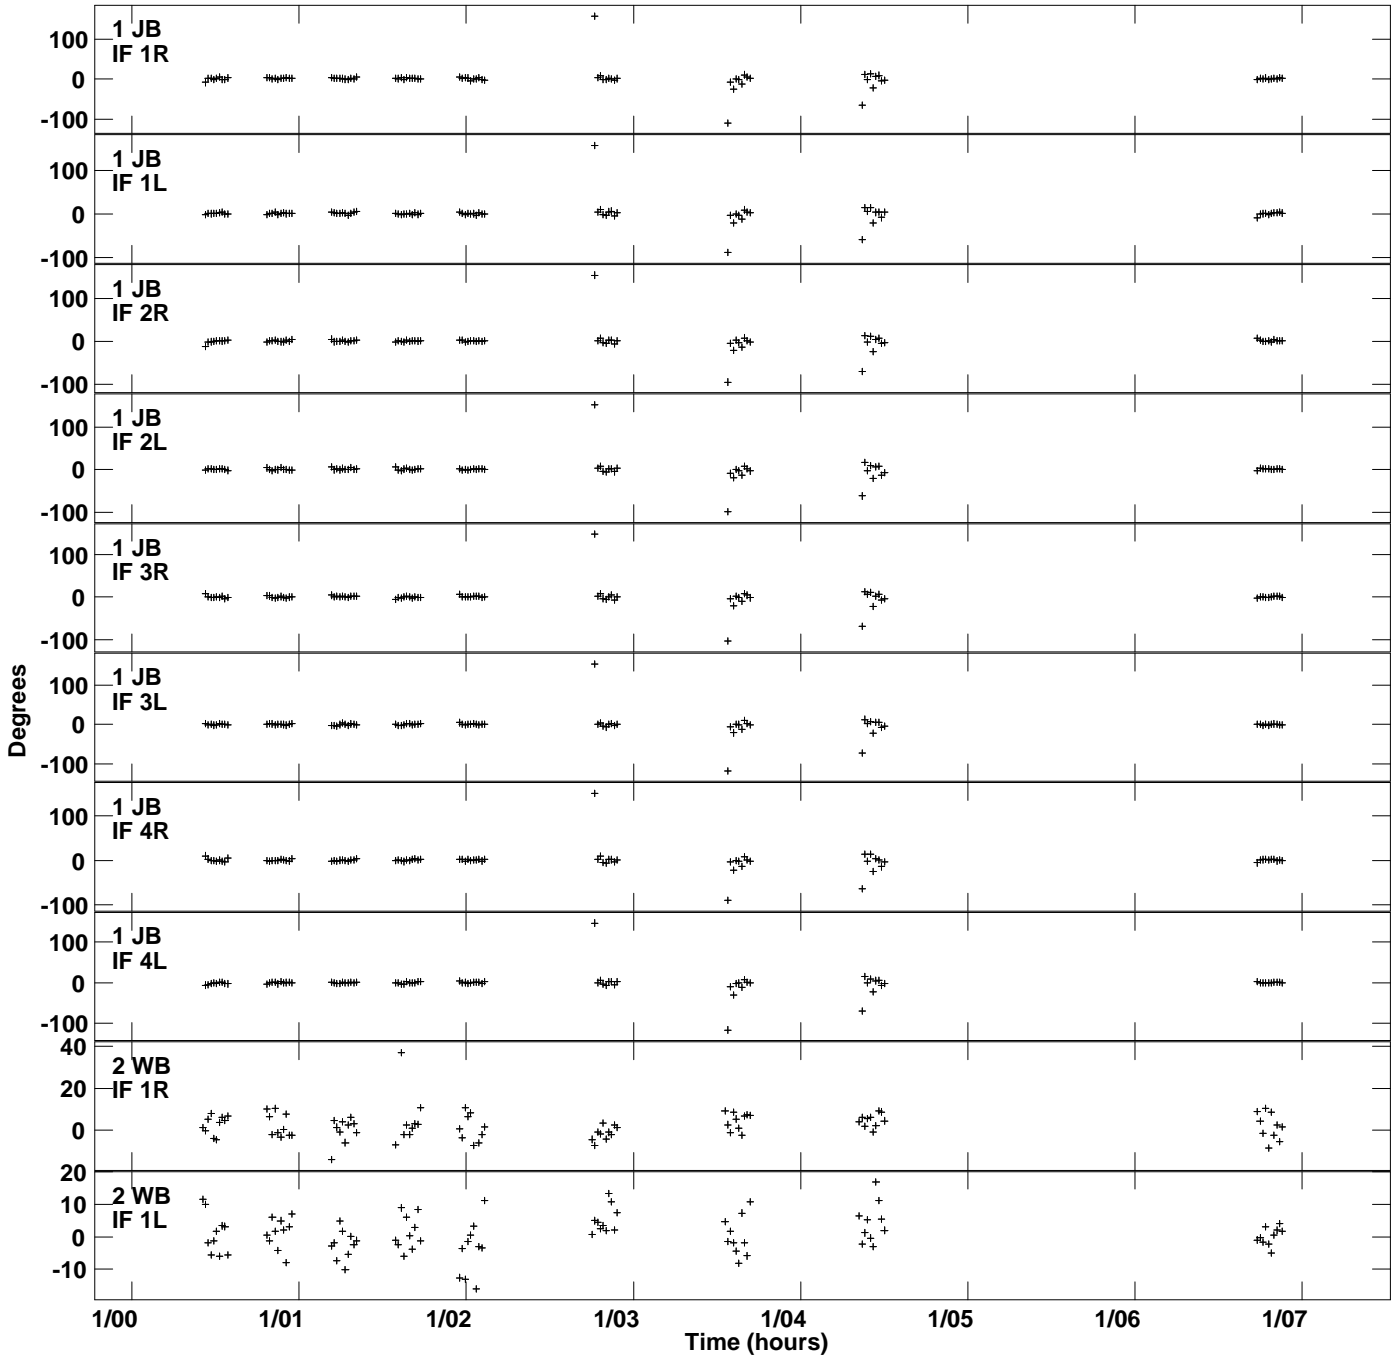 1 JB
IF 1R
100
0
-100
1 JB
IF 1L
100
0
-100
1 JB
IF 2R
100
0
-100
1 JB
IF 2L
100
0
-100
1 JB
IF 3R
100
0
-100
1 JB
IF 3L
100
0
-100
1 JB
IF 4R
100
0
-100
1 JB
IF 4L
100
0
-100
2 WB
IF 1R
40
20
0
2 WB
IF 1L
20
10
0
-10
Degrees
1/00 1/01 1/02 1/03 1/04 1/05 1/06 1/07
Time (hours)